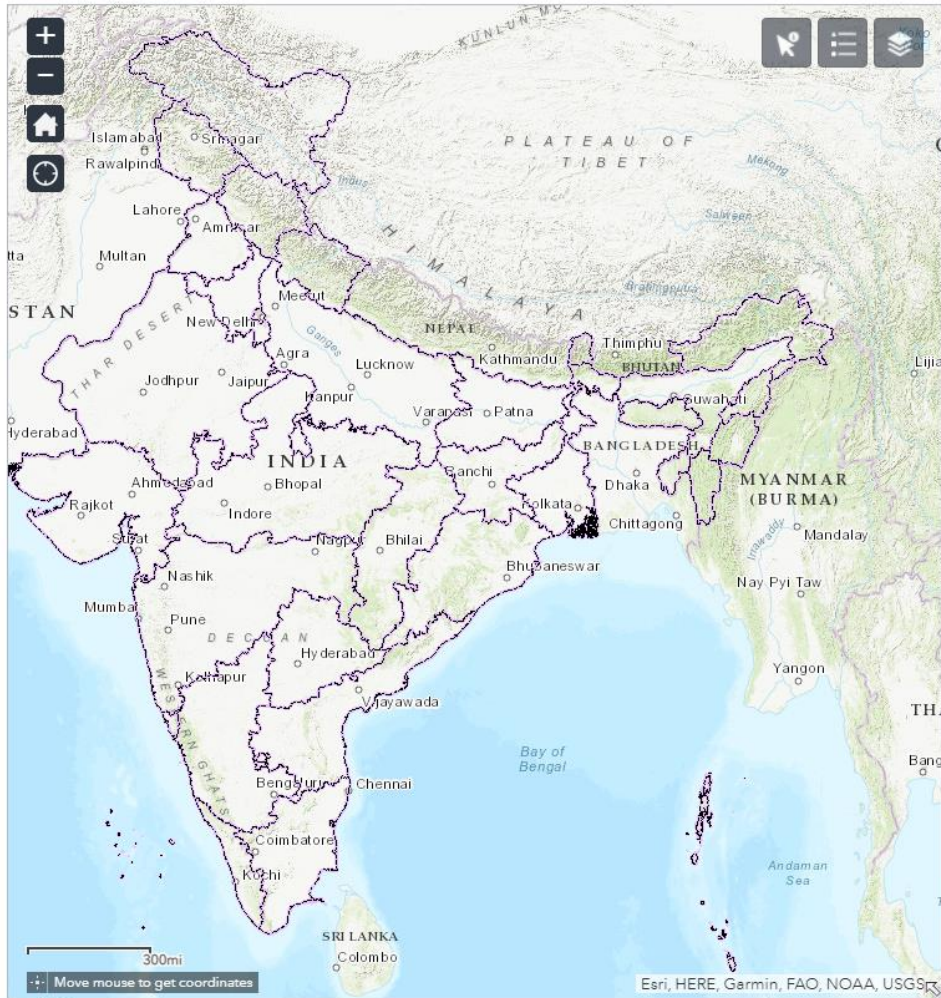 KUNLUN
Islamabad
Srinagar
Rawalpindi
PLATEAU OF
TIBET
Mekong
Indus
Salween
Lahore
Amritsar
Multan
HIMALAYA
Brahmaputra
STAN
THAR DESERT
Meerut
New Delhi
NEPAL
Thimphu
Ganges
Agra
Lucknow
Kathmandu
BHUTAN
Lijia
Jodhpur
Jaipur
Kanpur
Guwahati
Varanasi
Patna
Hyderabad
BANGLADESH
INDIA
Ranchi
Dhaka
MYANMAR
(BURMA)
Ahmedabad
Bhopal
Rajkot
Indore
Kolkata
Chittagong
Irrawaddy
Mandalay
Surat
Nagpur
Bhilai
Bhubaneswar
Nashik
Nay Pyi Taw
Mumbai
Pune
DECCAN
Hyderabad
Yangon
Kolhapur
WESTERN GHATS
Vijayawada
THA
Bay of
Bengal
Bang
Bengaluru
Chennai
Coimbatore
Andaman
Sea
Kochi
SRI LANKA
Colombo
300mi
Move mouse to get coordinates
Esri, HERE, Garmin, FAO, NOAA, USGS